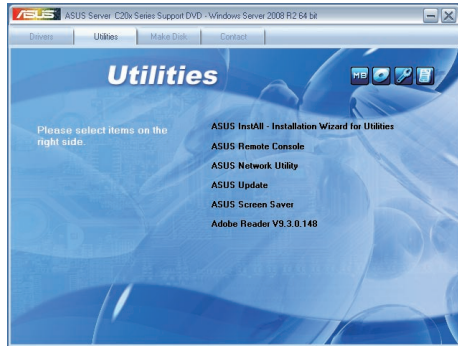 ASUS Server C20x Series Support DVD - Windows Server 2008 R2 64 bit
Drivers Utilities Make Disk Contact
Utilities
MB
Please select items on the
right side.
ASUS InstAll - Installation Wizard for Utilities
ASUS Remote Console
ASUS Network Utility
ASUS Update
ASUS Screen Saver
Adobe Reader V9.3.0.148